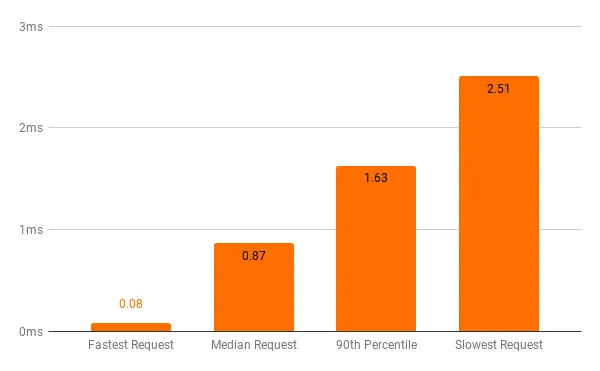 3ms
2.51
2ms
1.63
1ms
0.87
0.08
0ms
Fastest Request Median Request 90th Percentile Slowest Request